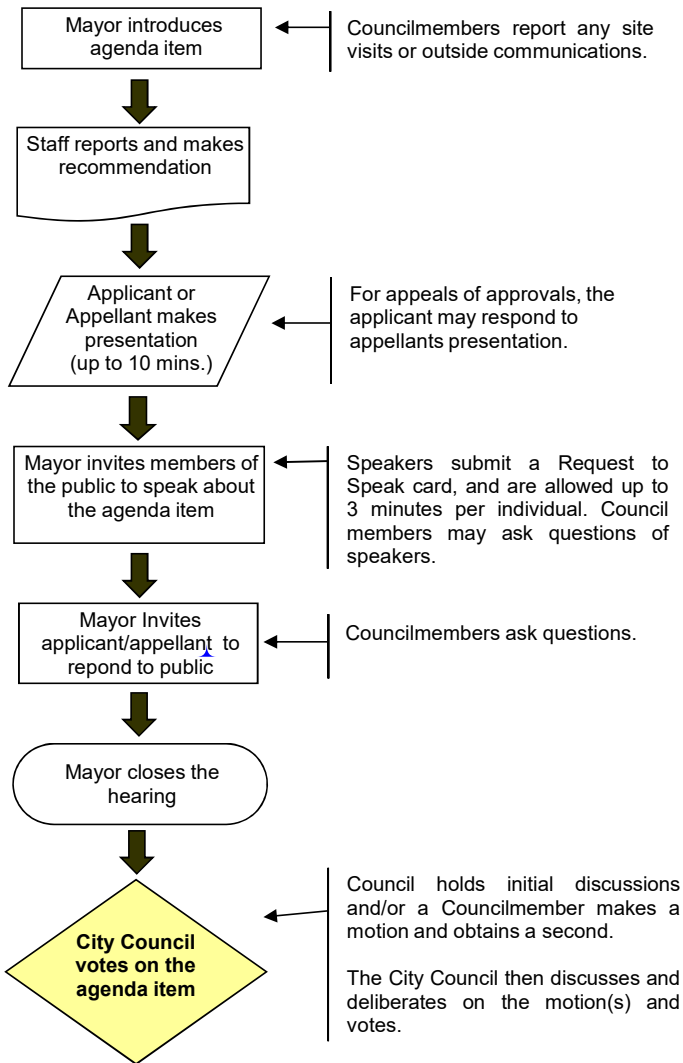 Mayor introduces
agenda item
Councilmembers report any site
visits or outside communications.
Staff reports and makes
recommendation
Applicant or
Appellant makes
presentation
(up to 10 mins.)
For appeals of approvals, the
applicant may respond to
appellants presentation.
Mayor invites members of
the public to speak about
the agenda item
Speakers submit a Request to
Speak card, and are allowed up to
3 minutes per individual. Council
members may ask questions of
speakers.
Mayor Invites
applicant/appellant to
repond to public
Councilmembers ask questions.
Mayor closes the
hearing
City Council
votes on the
agenda item
Council holds initial discussions
and/or a Councilmember makes a
motion and obtains a second.
The City Council then discusses and
deliberates on the motion(s) and
votes.